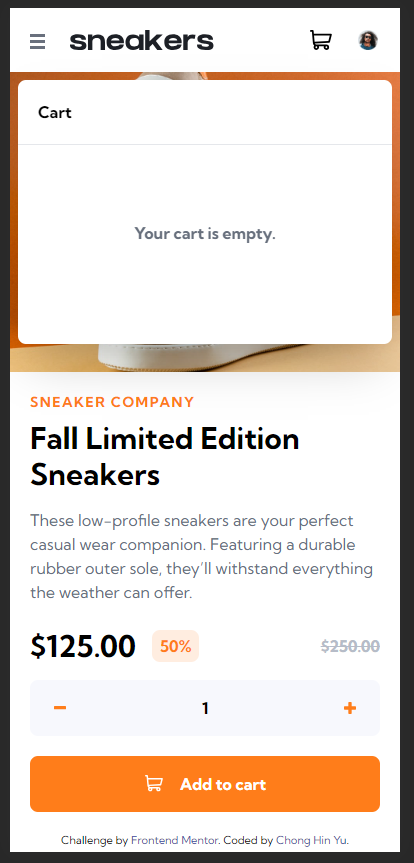 sneakers
Cart
Your cart is empty.
SNEAKER COMPANY
Fall Limited Edition
Sneakers
These low-profile sneakers are your perfect
casual wear companion. Featuring a durable
rubber outer sole, they’ll withstand everything
the weather can offer.
$125.00 50% $250.00
− 1 +
Add to cart
Challenge by Frontend Mentor. Coded by Chong Hin Yu.